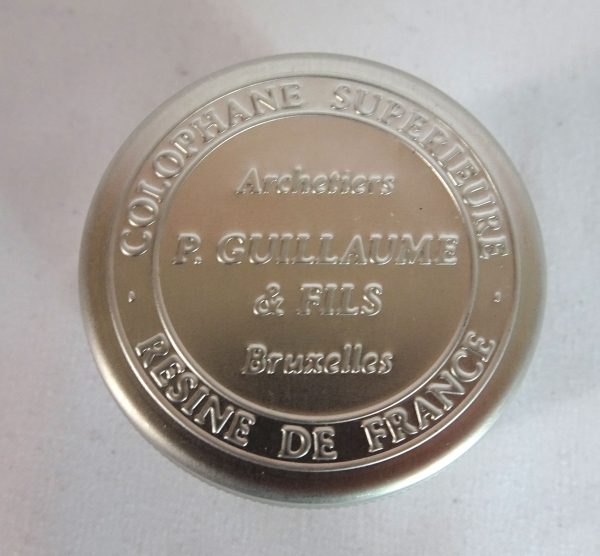 COLOPHANE SUPERIEURE
Archetiers
P. GUILLAUME
& FILS
Bruxelles
RESINE DE FRANCE